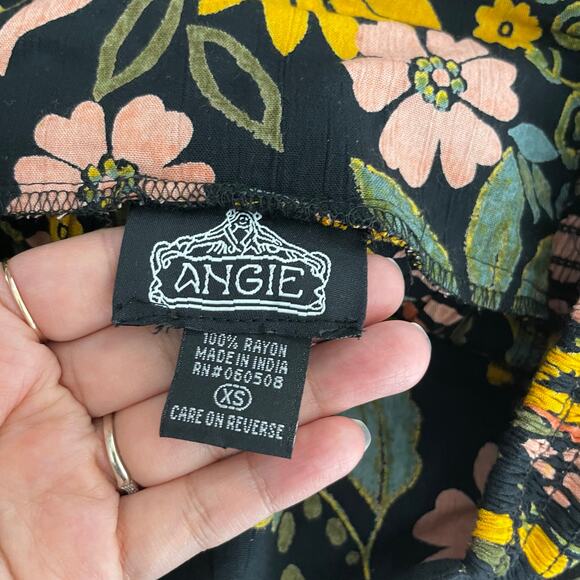 ANGIE
100% RAYON
MADE IN INDIA
RN# 060508
XS
CARE ON REVERSE